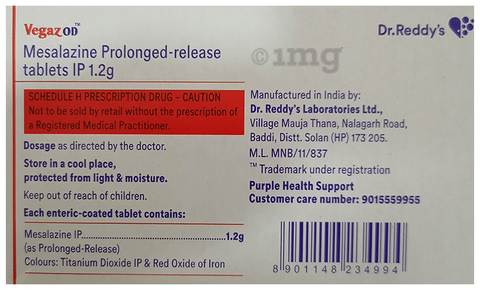 Vegaz OD™
Mesalazine Prolonged-release
tablets IP 1.2g
SCHEDULE H PRESCRIPTION DRUG – CAUTION
Not to be sold by retail without the prescription of
a Registered Medical Practitioner.
Dosage as directed by the doctor.
Store in a cool place,
protected from light & moisture.
Keep out of reach of children.
Each enteric-coated tablet contains:
Mesalazine IP..............................1.2g
(as Prolonged-Release)
Colours: Titanium Dioxide IP & Red Oxide of Iron
Dr.Reddy's
©1mg
Manufactured in India by:
Dr. Reddy's Laboratories Ltd.,
Village Mauja Thana, Nalagarh Road,
Baddi, Distt. Solan (HP) 173 205.
M.L. MNB/11/837
™ Trademark under registration
Purple Health Support
Customer care number: 9015559955
8 901148 234994